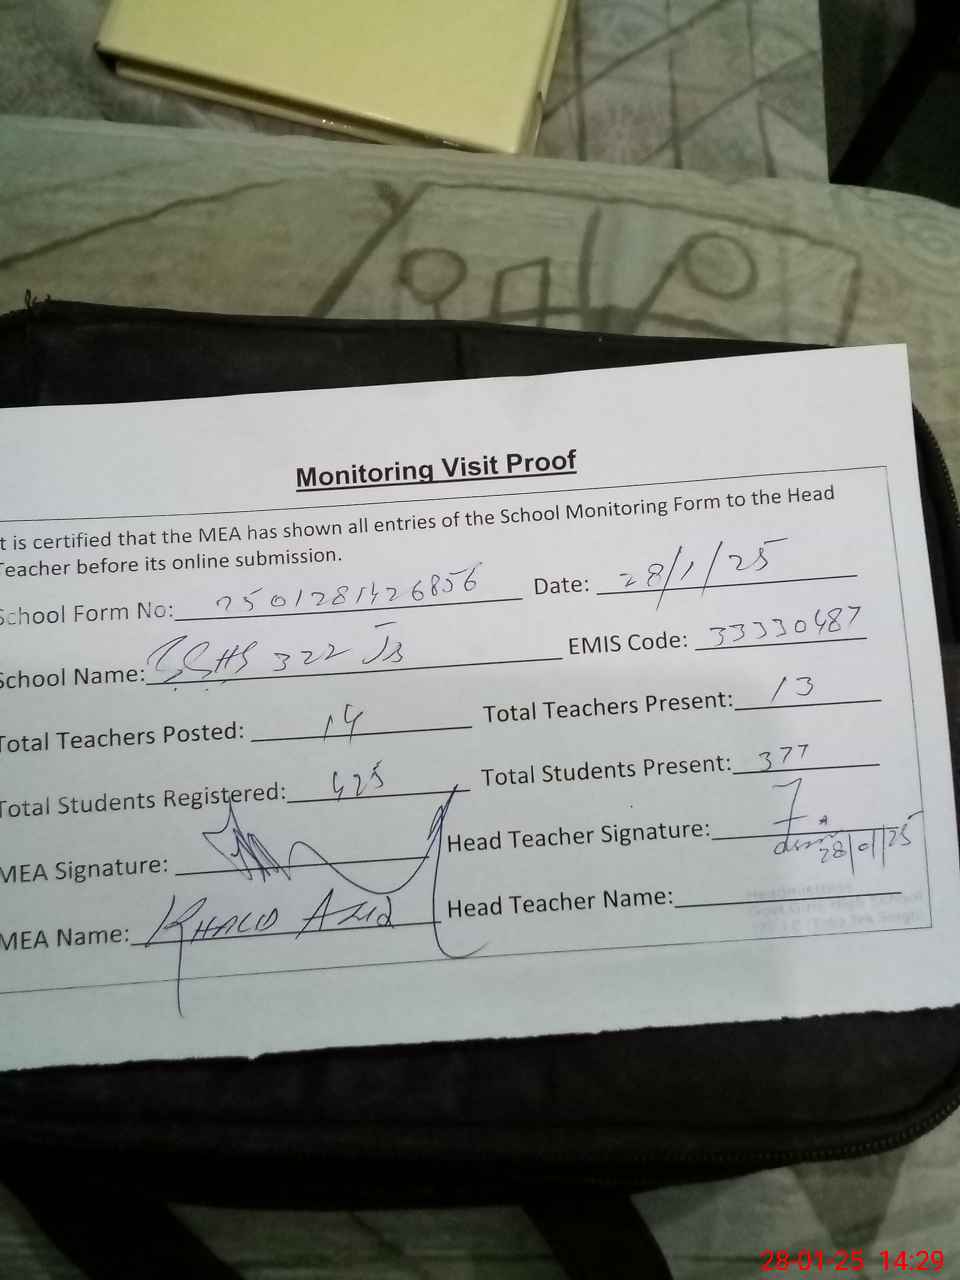 Monitoring Visit Proof
t is certified that the MEA has shown all entries of the School Monitoring Form to the Head
Teacher before its online submission.
School Form No: 2501281426856 Date: 28/1/25
School Name: GGHS 322 JB EMIS Code: 33330487
Total Teachers Posted: 14 Total Teachers Present: 13
Total Students Registered: 425 Total Students Present: 377
MEA Signature: Head Teacher Signature: 28/01/25
MEA Name: KHALID AZIZ Head Teacher Name:
28-01-25 14:29